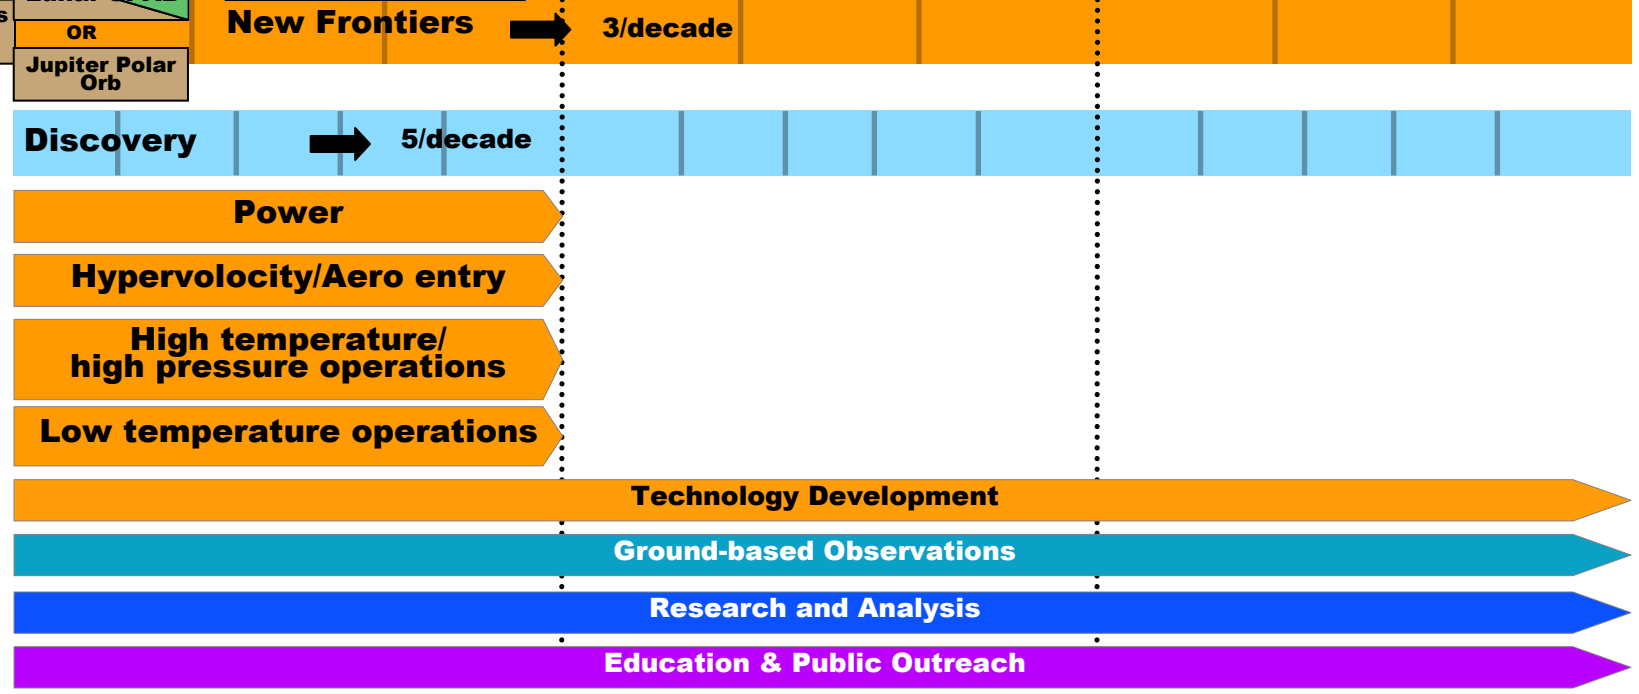 s
New Frontiers
3/decade
OR
Jupiter Polar
Orb
Discovery
5/decade
Power
Hypervolocity/Aero entry
High temperature/
high pressure operations
Low temperature operations
Technology Development
Ground-based Observations
Research and Analysis
Education & Public Outreach